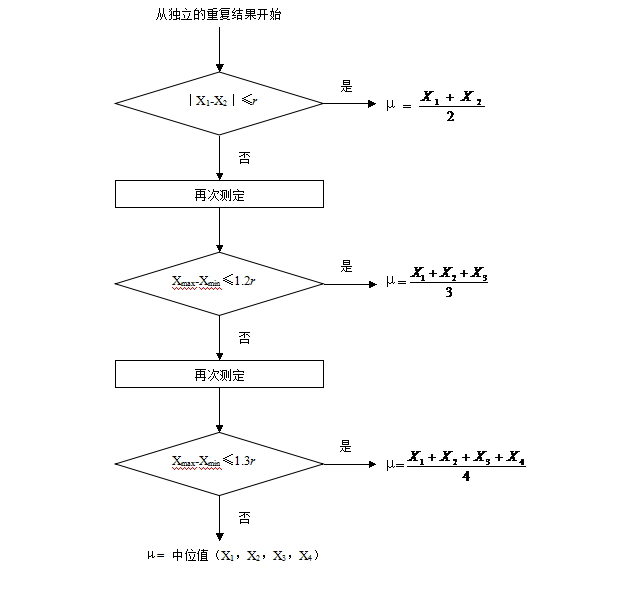 从独立的重复结果开始
|X₁-X₂|≤r
是
μ = (X₁ + X₂)/2
否
再次测定
Xmax-Xmin≤1.2r
是
μ = (X₁+X₂+X₃)/3
否
再次测定
Xmax-Xmin≤1.3r
是
μ= (X₁+X₂+X₃+X₄)/4
否
μ= 中位值（X₁，X₂，X₃，X₄）